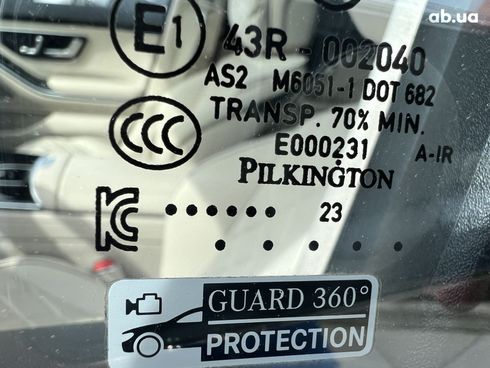 ab.ua
E1
43R - 002040
AS2 M6051-1 DOT 682
TRANSP. 70% MIN.
CCC
E000231 A-IR
PILKINGTON
KC
•••••• 23
• • • • •
GUARD 360°
PROTECTION